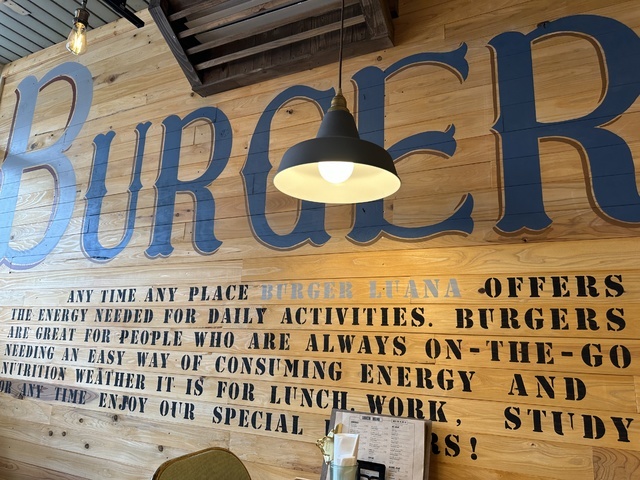 BURGER
ANY TIME ANY PLACE BURGER LUANA OFFERS
THE ENERGY NEEDED FOR DAILY ACTIVITIES. BURGERS
ARE GREAT FOR PEOPLE WHO ARE ALWAYS ON-THE-GO
NEEDING AN EASY WAY OF CONSUMING ENERGY AND
NUTRITION WEATHER IT IS FOR LUNCH, WORK, STUDY
OR ANY TIME ENJOY OUR SPECIAL RS!